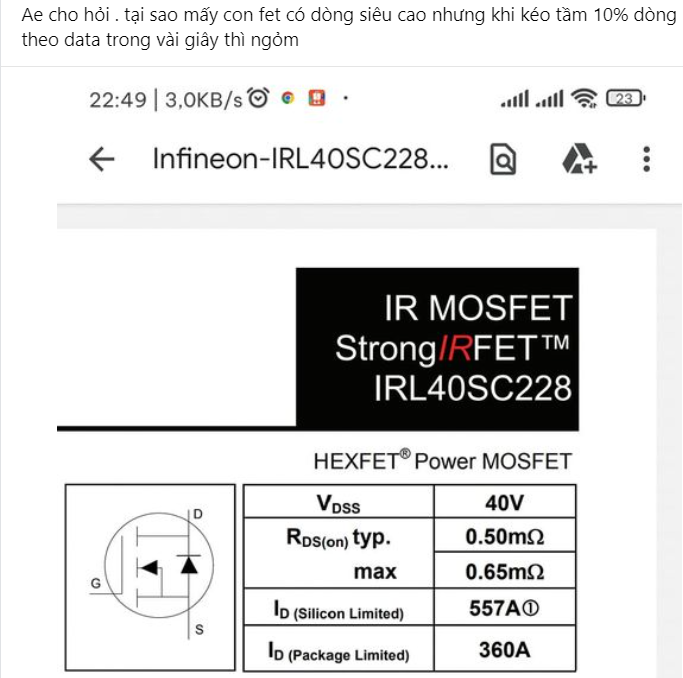 Ae cho hỏi . tại sao mấy con fet có dòng siêu cao nhưng khi kéo tầm 10% dòng
theo data trong vài giây thì ngỏm
22:49 | 3,0KB/s
23
Infineon-IRL40SC228...
IR MOSFET
StrongIRFET™
IRL40SC228
HEXFET® Power MOSFET
D
G
S
VDSS 40V
RDS(on) typ. 0.50mΩ
max 0.65mΩ
ID (Silicon Limited) 557A①
ID (Package Limited) 360A